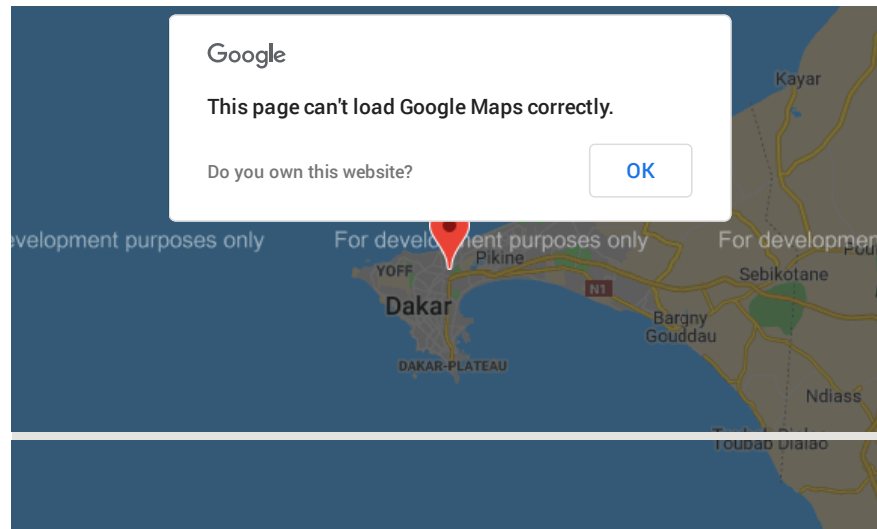 Google
This page can't load Google Maps correctly.
Do you own this website?
OK
Kayar
velopment purposes only
For development purposes only
For developmen
Pikine
YOFF
Sebikotane
N1
Dakar
Bargny
Gouddau
DAKAR-PLATEAU
Ndiass
Toubab Dialao